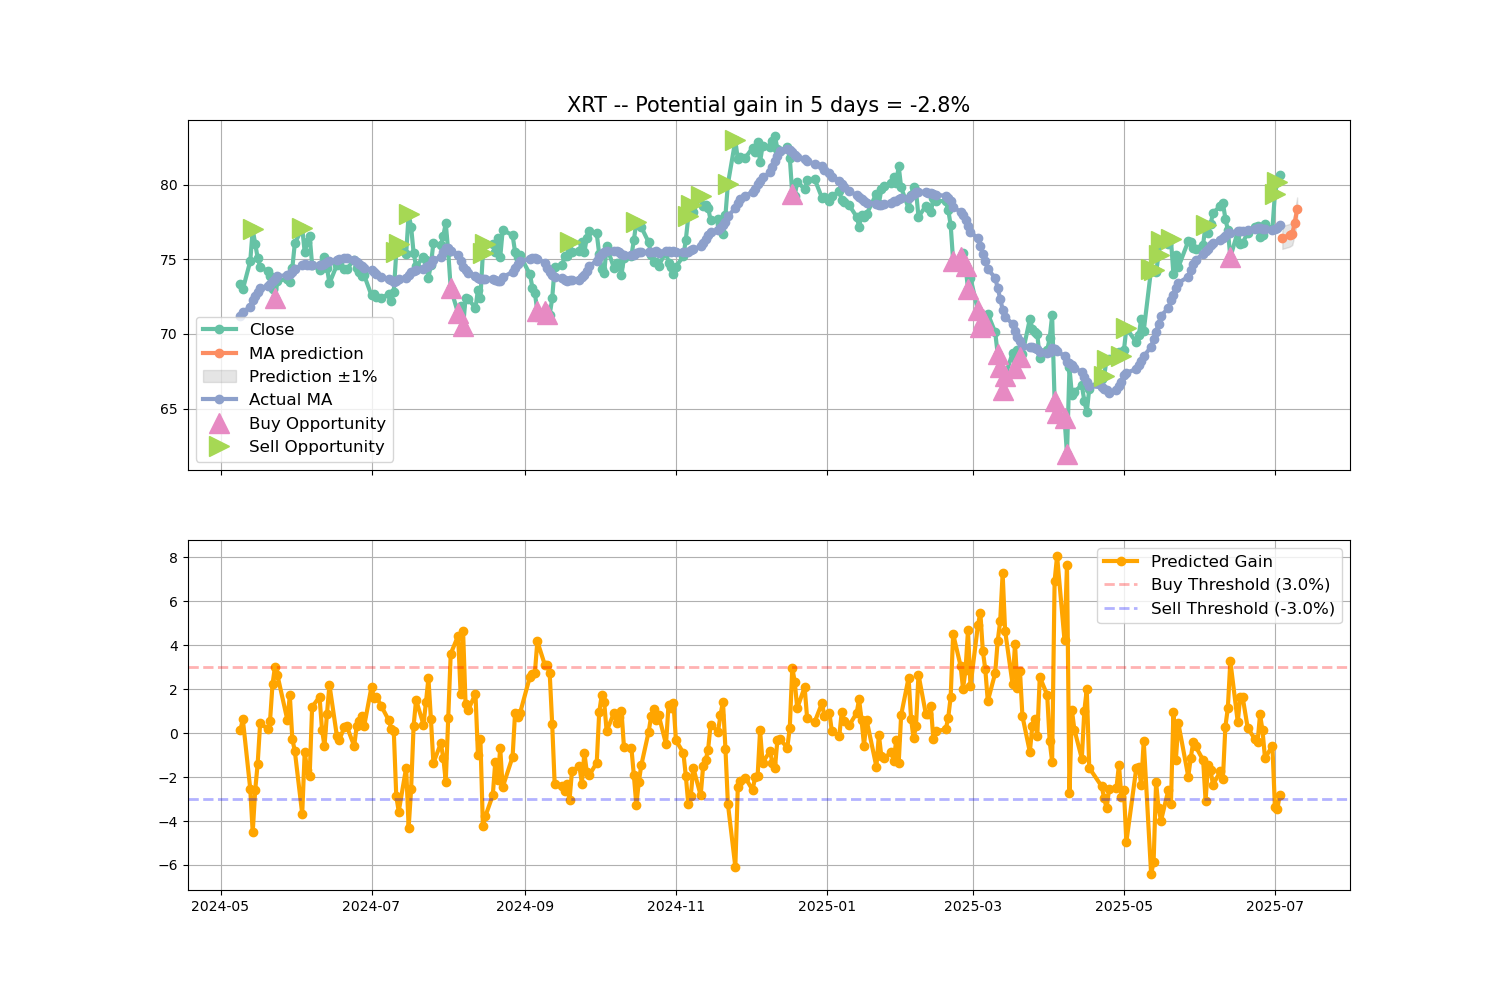 XRT -- Potential gain in 5 days = -2.8%
80
75
70
65
Close
MA prediction
Prediction ±1%
Actual MA
Buy Opportunity
Sell Opportunity
8
6
4
2
0
−2
−4
−6
Predicted Gain
Buy Threshold (3.0%)
Sell Threshold (-3.0%)
2024-05
2024-07
2024-09
2024-11
2025-01
2025-03
2025-05
2025-07